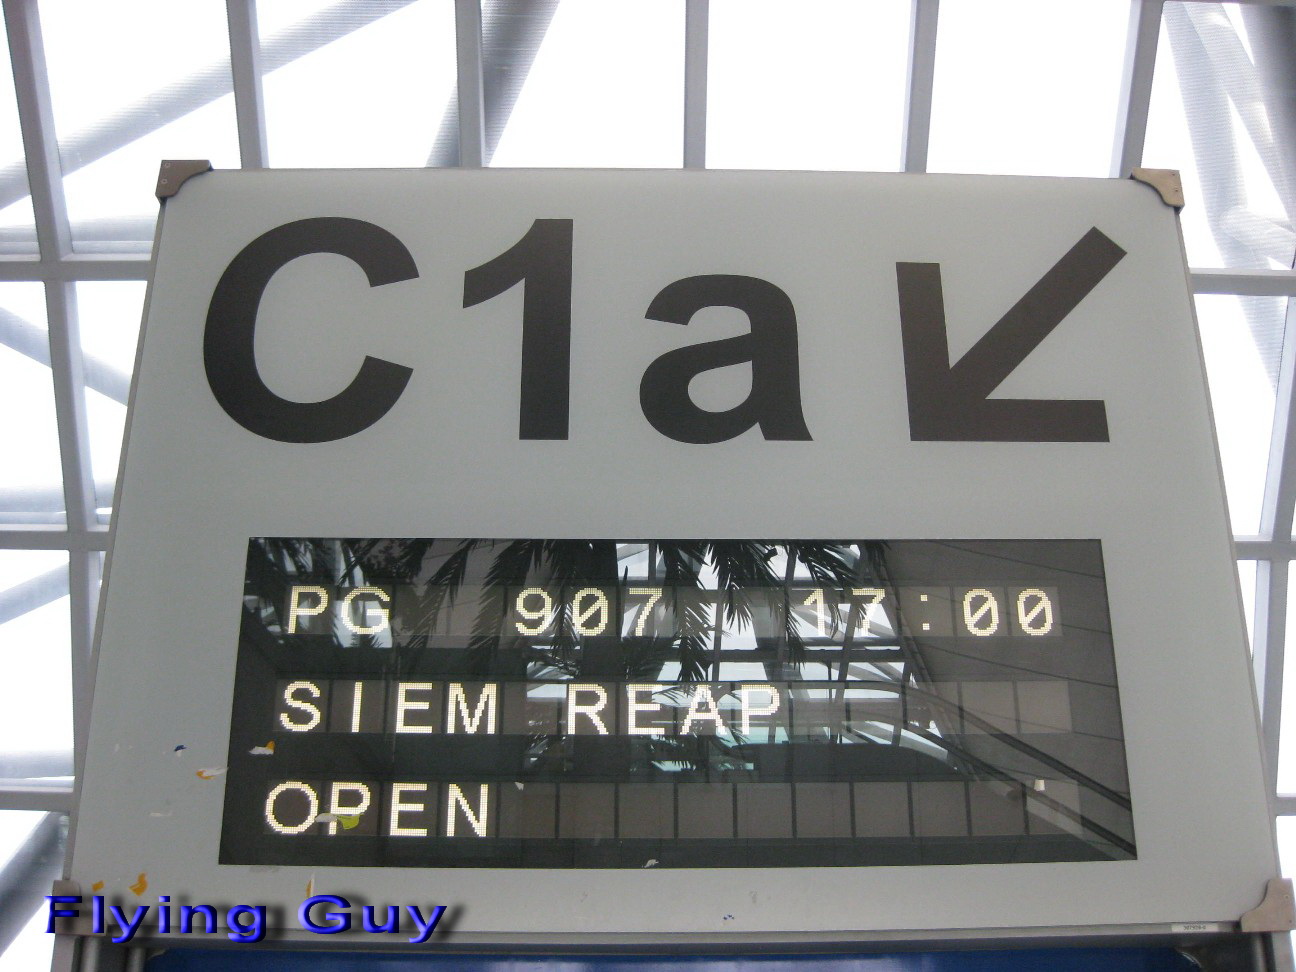 C1a
PG 907 17:00
SIEM REAP
OPEN
Flying Guy